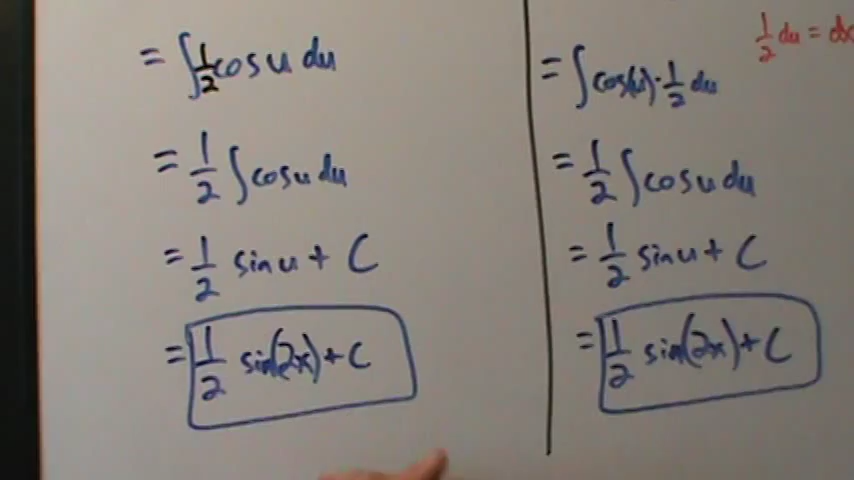 = ∫ 1/2 cos u du
= 1/2 ∫ cos u du
= 1/2 sin u + C
= 1/2 sin(2x) + C
1/2 du = dx
= ∫ cos(u) · 1/2 du
= 1/2 ∫ cos u du
= 1/2 sin u + C
= 1/2 sin(2x) + C